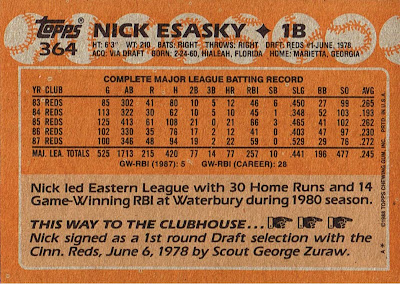 Topps
364
NICK ESASKY ♦ 1B
HT: 6'3" WT: 210 BATS: RIGHT THROWS: RIGHT DRAFT: REDS #1-JUNE, 1978
ACQ: VIA DRAFT BORN: 2-24-60, HIALEAH, FLORIDA HOME: MARIETTA, GEORGIA
COMPLETE MAJOR LEAGUE BATTING RECORD
YR CLUB G AB R H 2B 3B HR RBI SB SLG BB SO AVG
83 REDS 85 302 41 80 10 5 12 46 6 .450 27 99 .265
84 REDS 113 322 30 62 10 5 10 45 1 .348 52 103 .193
85 REDS 125 413 61 108 21 0 21 66 3 .465 41 102 .262
86 REDS 102 330 35 76 17 2 12 41 0 .403 47 97 .230
87 REDS 100 346 48 94 19 2 22 59 0 .529 29 76 .272
MAJ. LEA. TOTALS 525 1713 215 420 77 14 77 257 10 .441 196 477 .245
GW-RBI (1987): 5 GW-RBI (CAREER): 28
Nick led Eastern League with 30 Home Runs and 14
Game-Winning RBI at Waterbury during 1980 season.
THIS WAY TO THE CLUBHOUSE...
Nick signed as a 1st round Draft selection with the
Cinn. Reds, June 6, 1978 by Scout George Zuraw.
PRTD. IN U.S.A.
© 1988 TOPPS CHEWING GUM, INC.
A *